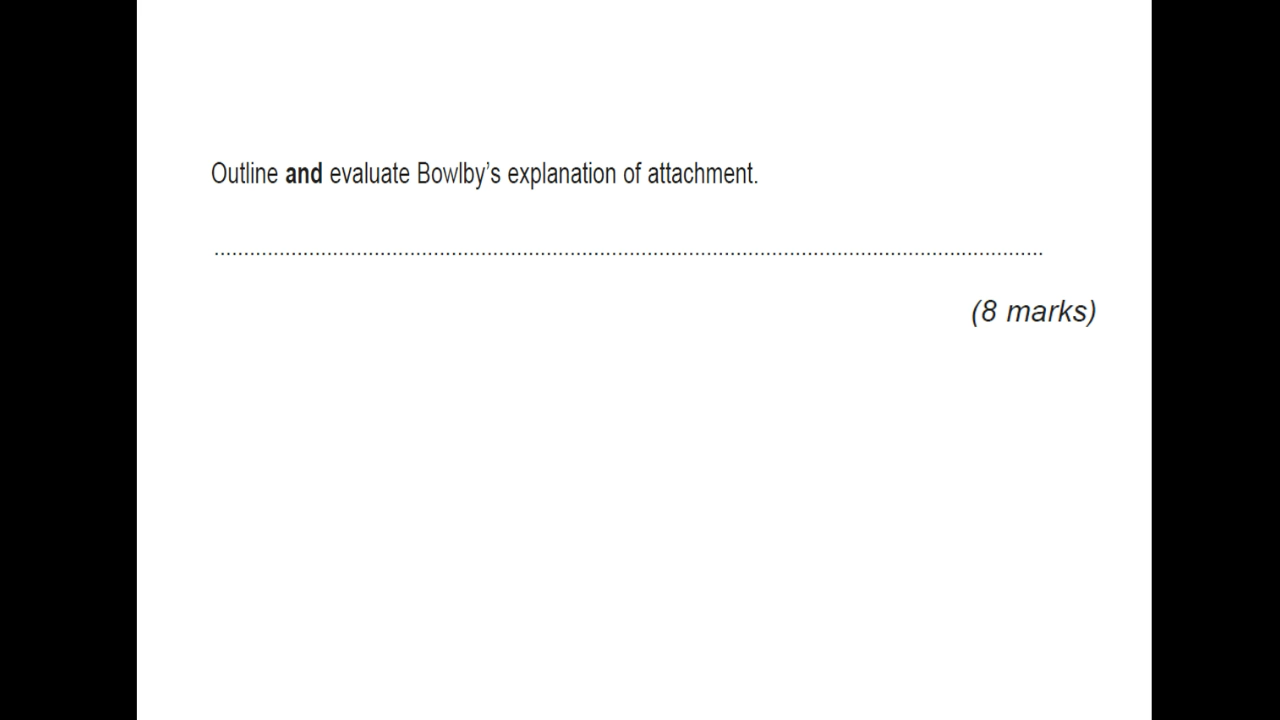 Outline and evaluate Bowlby’s explanation of attachment.
................................................................................................................................................
(8 marks)